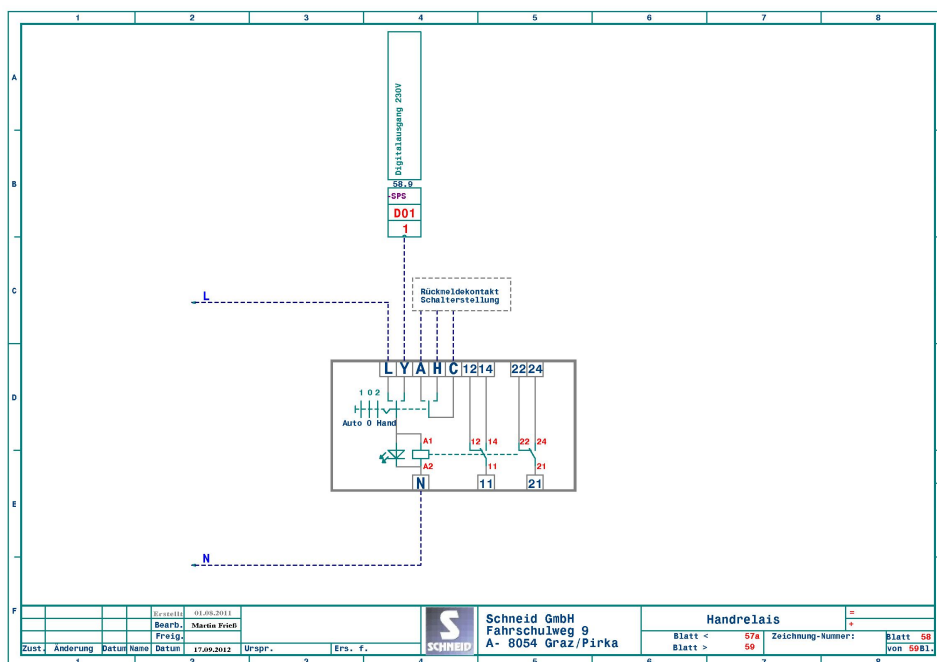 1 2 3 4 5 6 7 8
A
Digitalausgang 230V
B
58.9
-SPS
DO1
1
C
L
Rückmeldekontakt
Schalterstellung
L Y A H C 12 14 22 24
D
1 0 2
Auto 0 Hand
A1
12 14 22 24
A2
11 21
N 11 21
E
N
F
Erstellt 01.08.2011
Bearb. Martin Frieß
Freig.
Zust. Änderung Datum Name Datum 17.09.2012 Urspr. Ers. f.
S
SCHNEID
Schneid GmbH
Fahrschulweg 9
A- 8054 Graz/Pirka
Handrelais
=
+
Blatt < 57a Zeichnung-Nummer: Blatt 58
Blatt > 59 von 59Bl.
1 2 3 4 5 6 7 8